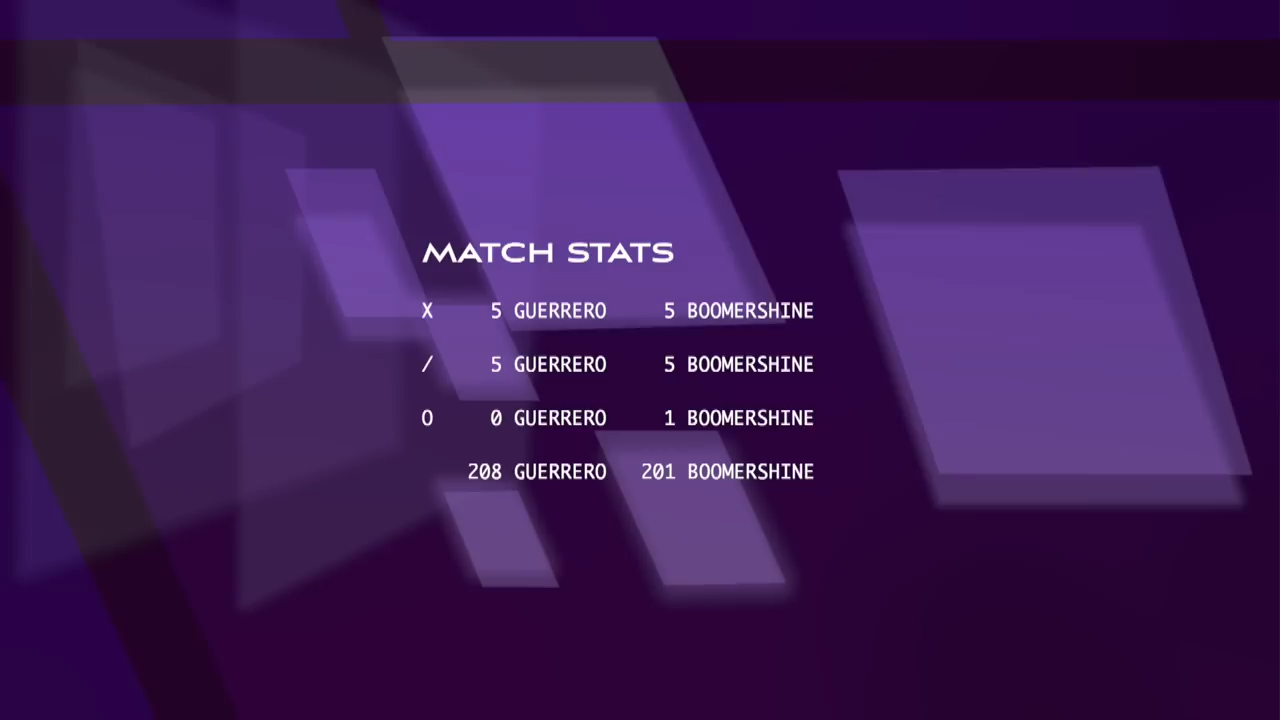 MATCH STATS
X 5 GUERRERO 5 BOOMERSHINE
/ 5 GUERRERO 5 BOOMERSHINE
O 0 GUERRERO 1 BOOMERSHINE
208 GUERRERO 201 BOOMERSHINE